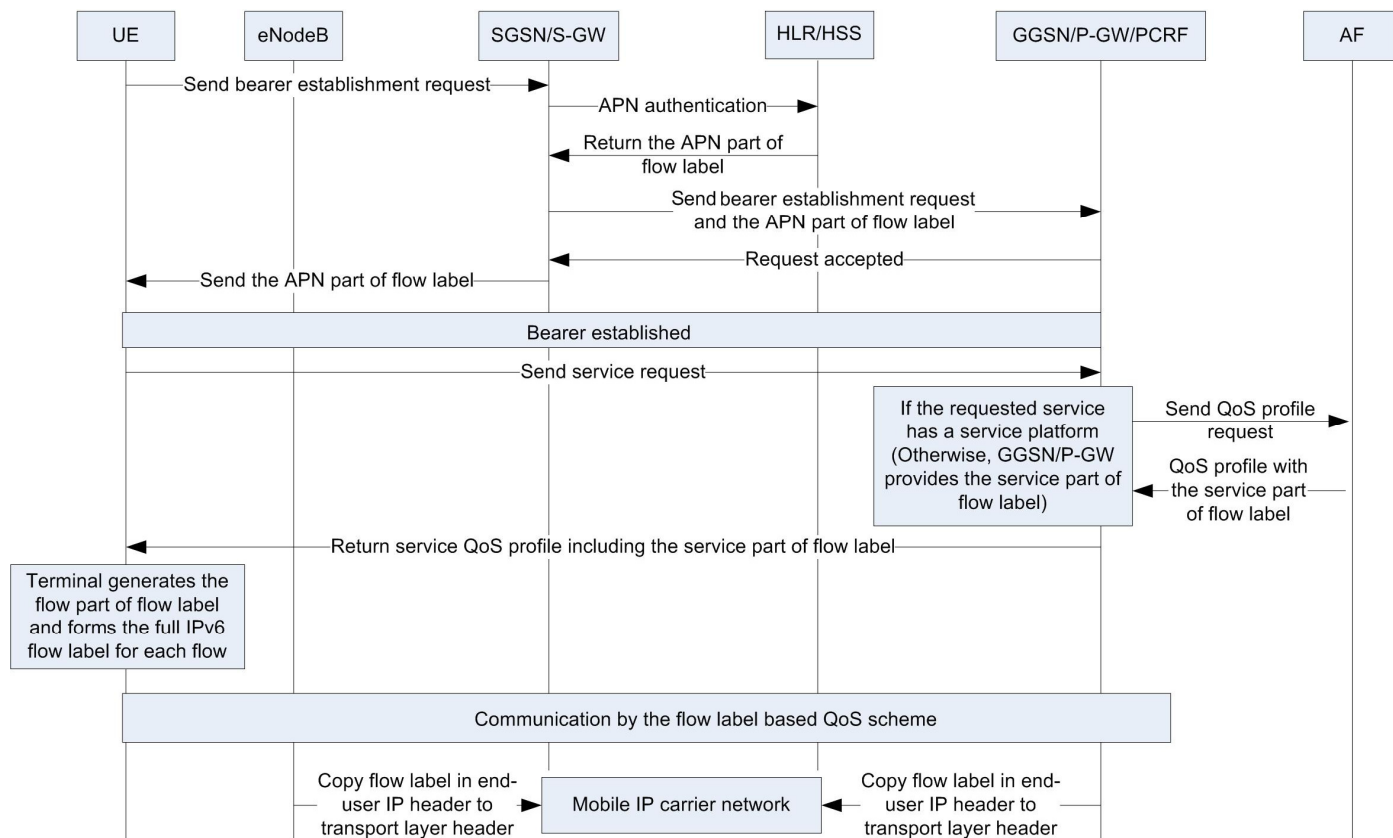 UE
eNodeB
SGSN/S-GW
HLR/HSS
GGSN/P-GW/PCRF
AF
Send bearer establishment request
APN authentication
Return the APN part of
flow label
Send bearer establishment request
and the APN part of flow label
Request accepted
Send the APN part of flow label
Bearer established
Send service request
If the requested service
has a service platform
(Otherwise, GGSN/P-GW
provides the service part of
flow label)
Send QoS profile
request
QoS profile with
the service part
of flow label
Return service QoS profile including the service part of flow label
Terminal generates the
flow part of flow label
and forms the full IPv6
flow label for each flow
Communication by the flow label based QoS scheme
Copy flow label in end-
user IP header to
transport layer header
Mobile IP carrier network
Copy flow label in end-
user IP header to
transport layer header